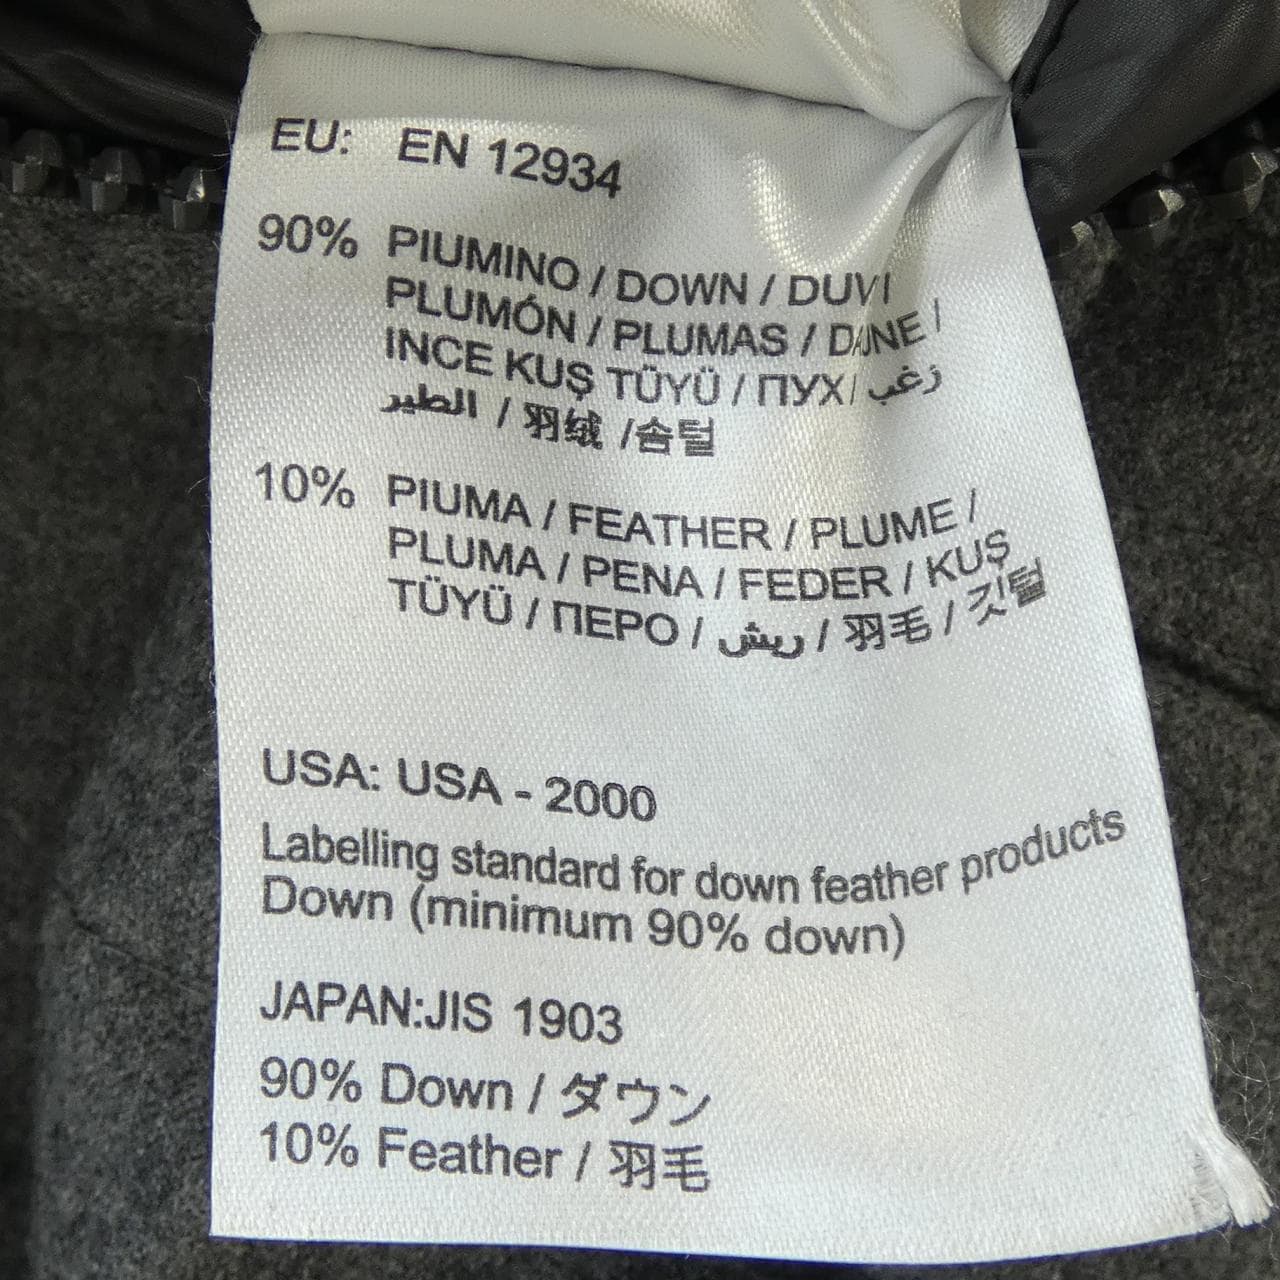 EU: EN 12934
90% PIUMINO / DOWN / DUVI
PLUMÓN / PLUMAS / DAUNE /
INCE KUŞ TÜYÜ / ПУХ / زغب
الطير / 羽绒 /솜털
10% PIUMA / FEATHER / PLUME /
PLUMA / PENA / FEDER / KUŞ
TÜYÜ / ПЕРО / ريش / 羽毛 / 깃털
USA: USA - 2000
Labelling standard for down feather products
Down (minimum 90% down)
JAPAN:JIS 1903
90% Down / ダウン
10% Feather / 羽毛